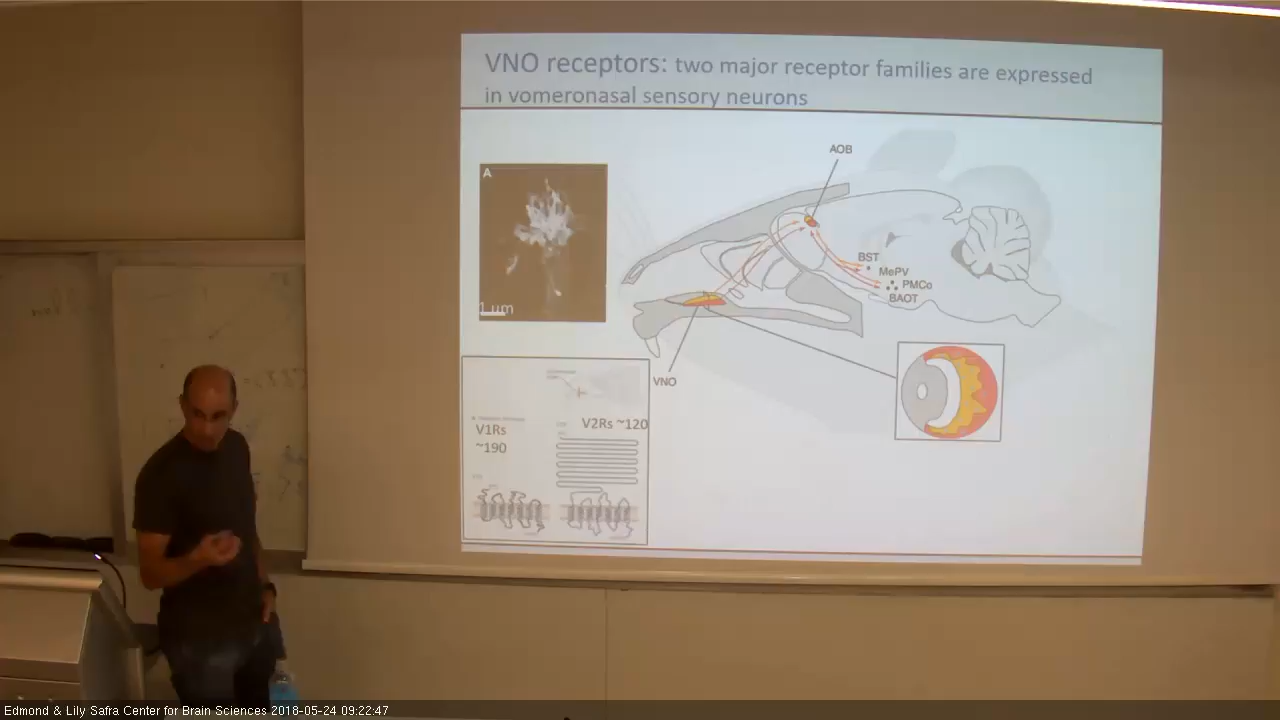 VNO receptors: two major receptor families are expressed
in vomeronasal sensory neurons
A
1 um
AOB
BST
MePV
PMCo
BAOT
VNO
V1Rs
~190
V2Rs ~120
Edmond & Lily Safra Center for Brain Sciences 2018-05-24 09:22:47